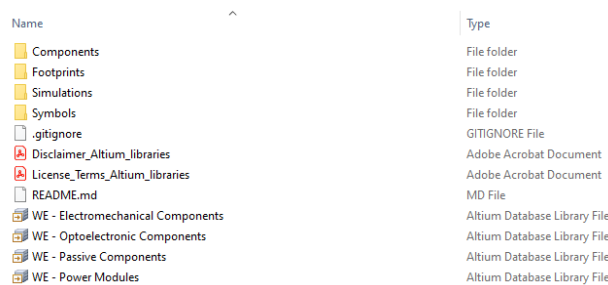 Name Type
Components File folder
Footprints File folder
Simulations File folder
Symbols File folder
.gitignore GITIGNORE File
Disclaimer_Altium_libraries Adobe Acrobat Document
License_Terms_Altium_libraries Adobe Acrobat Document
README.md MD File
WE - Electromechanical Components Altium Database Library File
WE - Optoelectronic Components Altium Database Library File
WE - Passive Components Altium Database Library File
WE - Power Modules Altium Database Library File